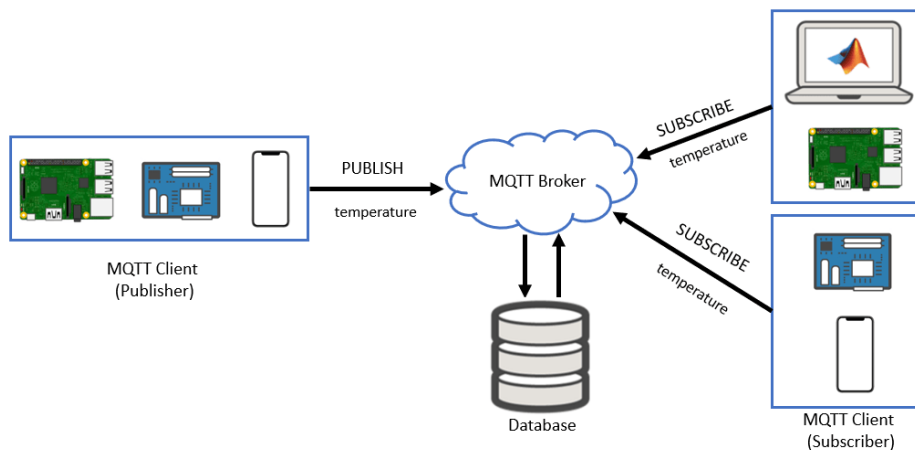 PUBLISH
temperature
MQTT Client
(Publisher)
MQTT Broker
SUBSCRIBE
temperature
SUBSCRIBE
temperature
Database
MQTT Client
(Subscriber)